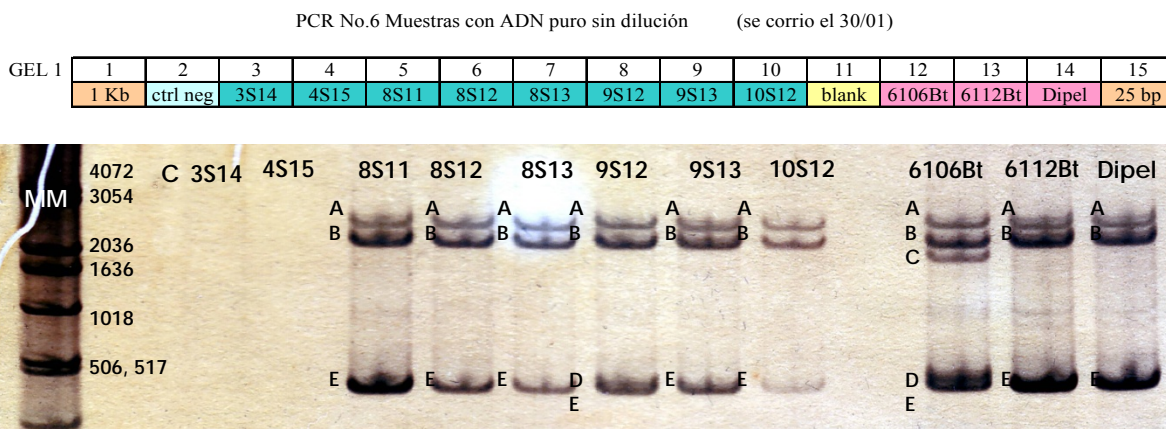 PCR No.6 Muestras con ADN puro sin dilución (se corrio el 30/01)
GEL 1 1 2 3 4 5 6 7 8 9 10 11 12 13 14 15
1 Kb ctrl neg 3S14 4S15 8S11 8S12 8S13 9S12 9S13 10S12 blank 6106Bt 6112Bt Dipel 25 bp
4072 C 3S14 4S15 8S11 8S12 8S13 9S12 9S13 10S12 6106Bt 6112Bt Dipel
MM 3054
A A A A A A A A A
2036 B B B B B B B B B
1636 C
1018
506, 517
E E E D E E D E E
E E